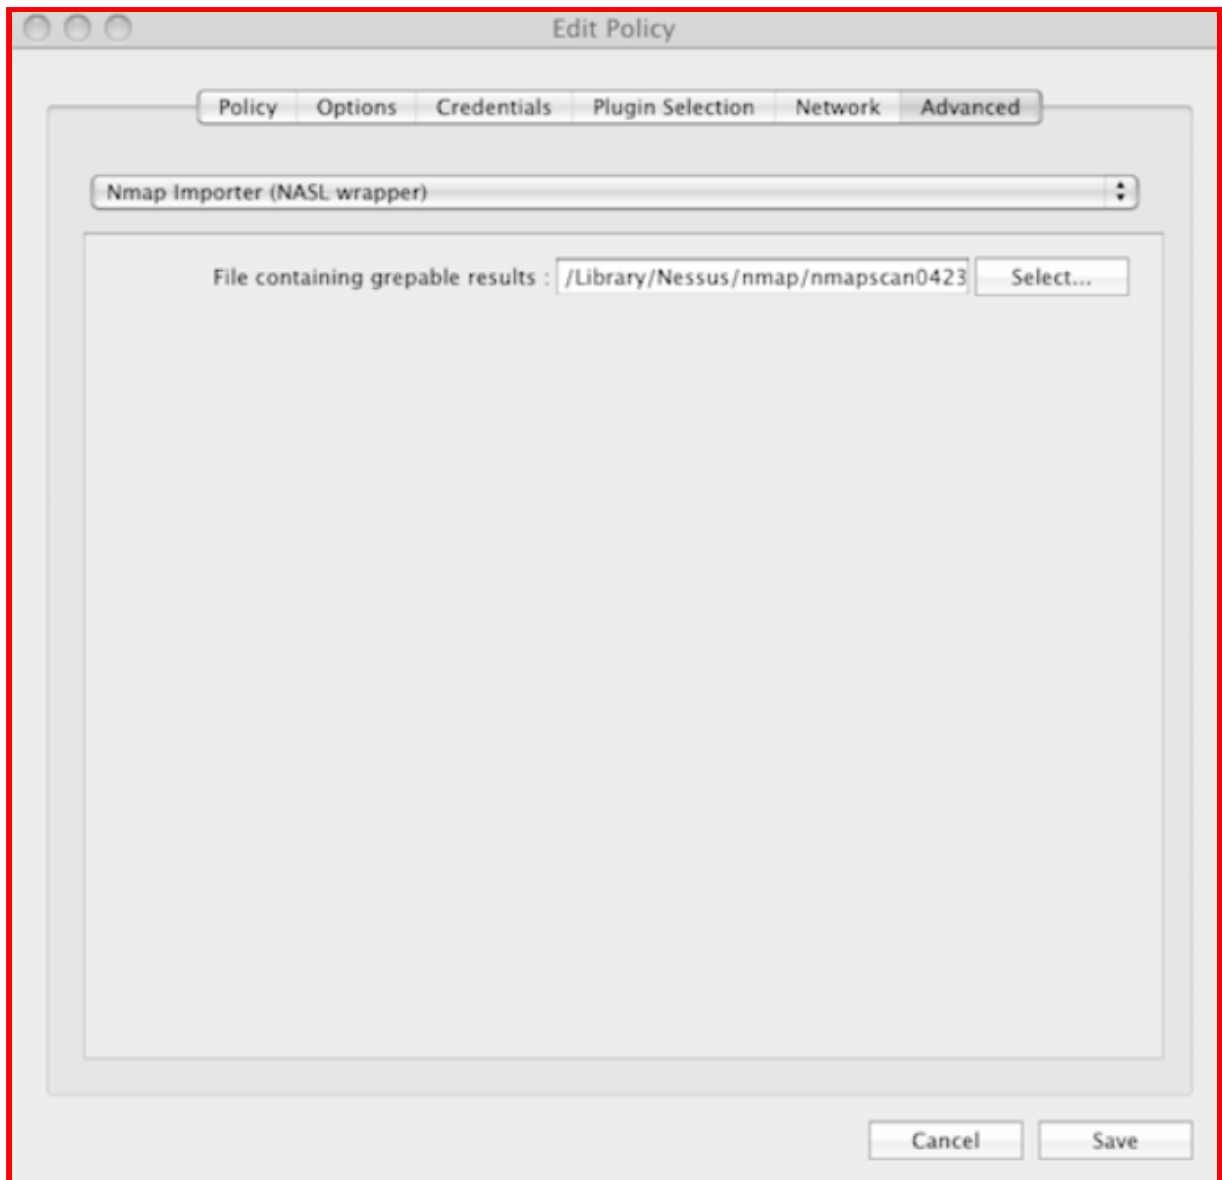 Edit Policy
Policy Options Credentials Plugin Selection Network Advanced
Nmap Importer (NASL wrapper)
File containing grepable results : /Library/Nessus/nmap/nmapscan0423 Select...
Cancel Save